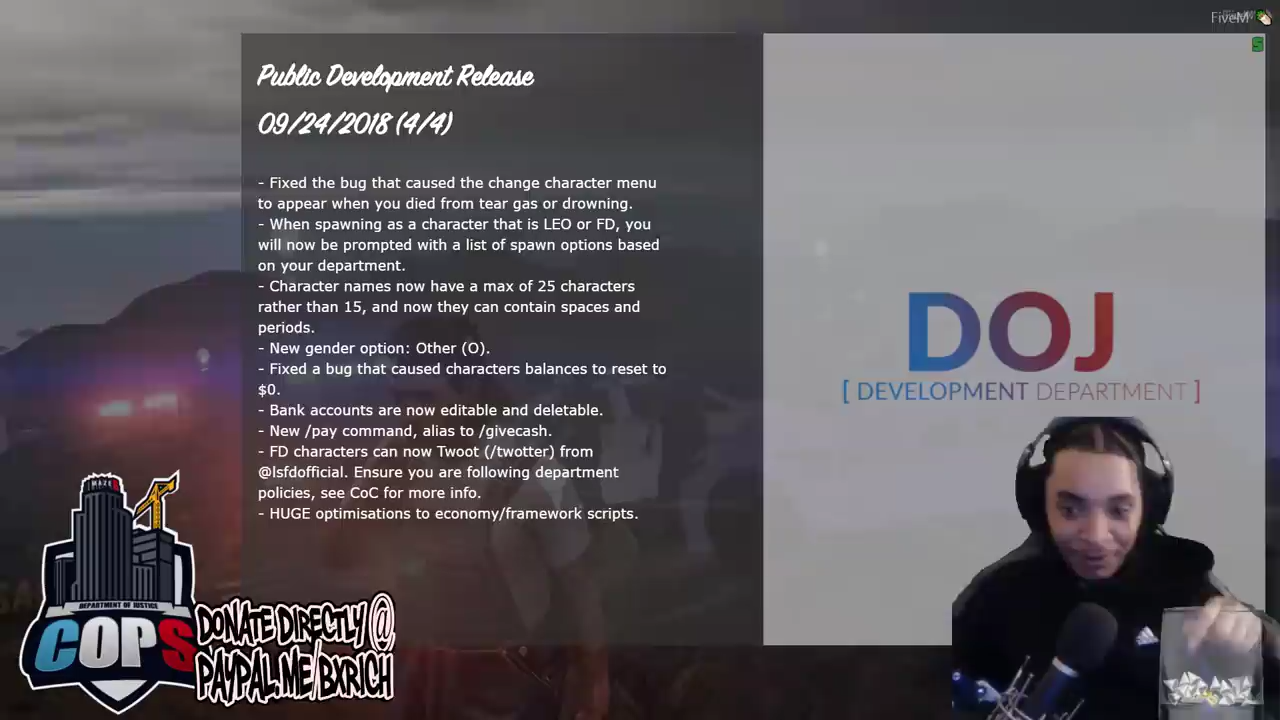 FiveM
S
Public Development Release
09/24/2018 (4/4)
- Fixed the bug that caused the change character menu
to appear when you died from tear gas or drowning.
- When spawning as a character that is LEO or FD, you
will now be prompted with a list of spawn options based
on your department.
- Character names now have a max of 25 characters
rather than 15, and now they can contain spaces and
periods.
- New gender option: Other (O).
- Fixed a bug that caused characters balances to reset to
$0.
- Bank accounts are now editable and deletable.
- New /pay command, alias to /givecash.
- FD characters can now Twoot (/twotter) from
@lsfdofficial. Ensure you are following department
policies, see CoC for more info.
- HUGE optimisations to economy/framework scripts.
DOJ
[ DEVELOPMENT DEPARTMENT ]
MAZE
DEPARTMENT OF JUSTICE
COPS
DONATE DIRECTLY @
PAYPAL.ME/BXRICH